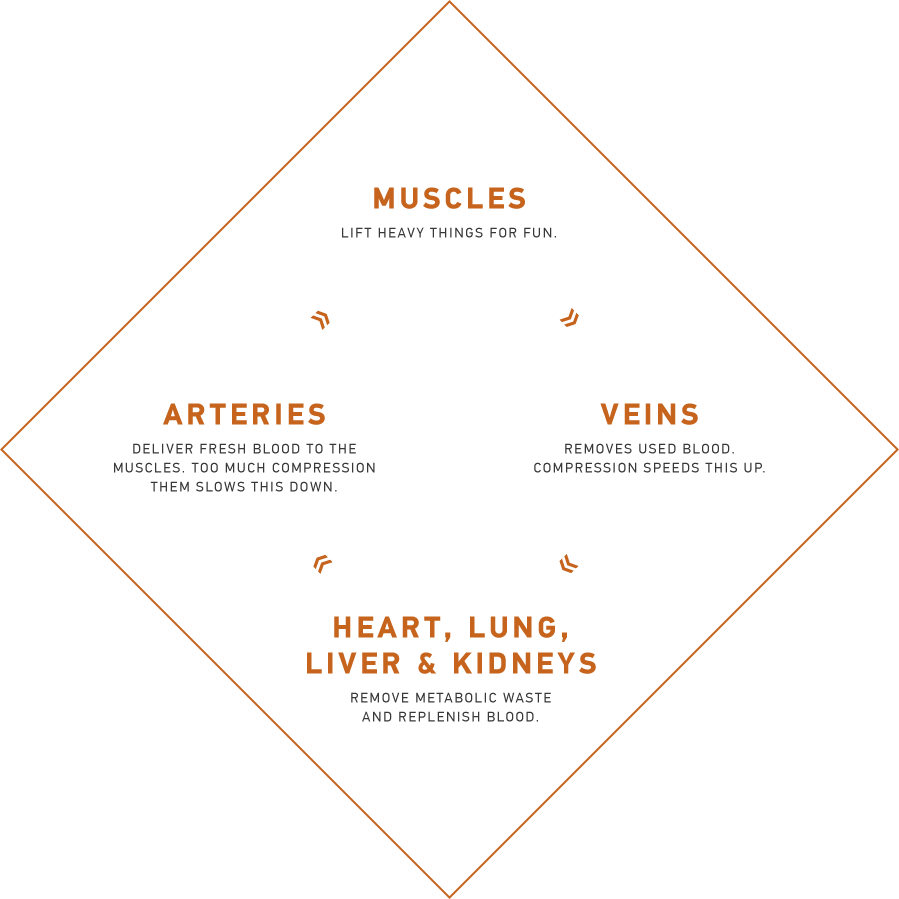 MUSCLES
LIFT HEAVY THINGS FOR FUN.
ARTERIES
DELIVER FRESH BLOOD TO THE
MUSCLES. TOO MUCH COMPRESSION
THEM SLOWS THIS DOWN.
VEINS
REMOVES USED BLOOD.
COMPRESSION SPEEDS THIS UP.
HEART, LUNG,
LIVER & KIDNEYS
REMOVE METABOLIC WASTE
AND REPLENISH BLOOD.